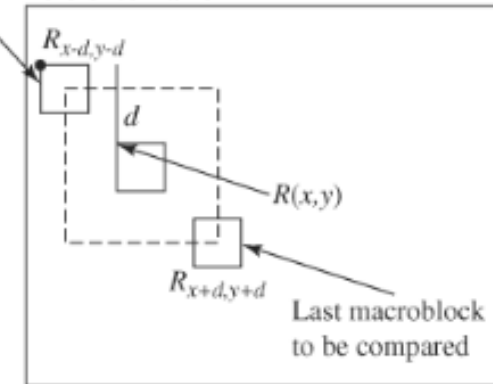 R_{x-d,y-d}
d
R(x,y)
R_{x+d,y+d}
Last macroblock
to be compared